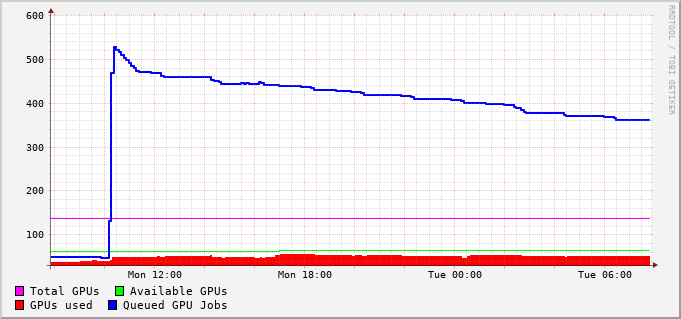 600
500
400
300
200
100
Mon 12:00 Mon 18:00 Tue 00:00 Tue 06:00
Total GPUs Available GPUs
GPUs used Queued GPU Jobs
RRDTOOL / TOBI OETIKER